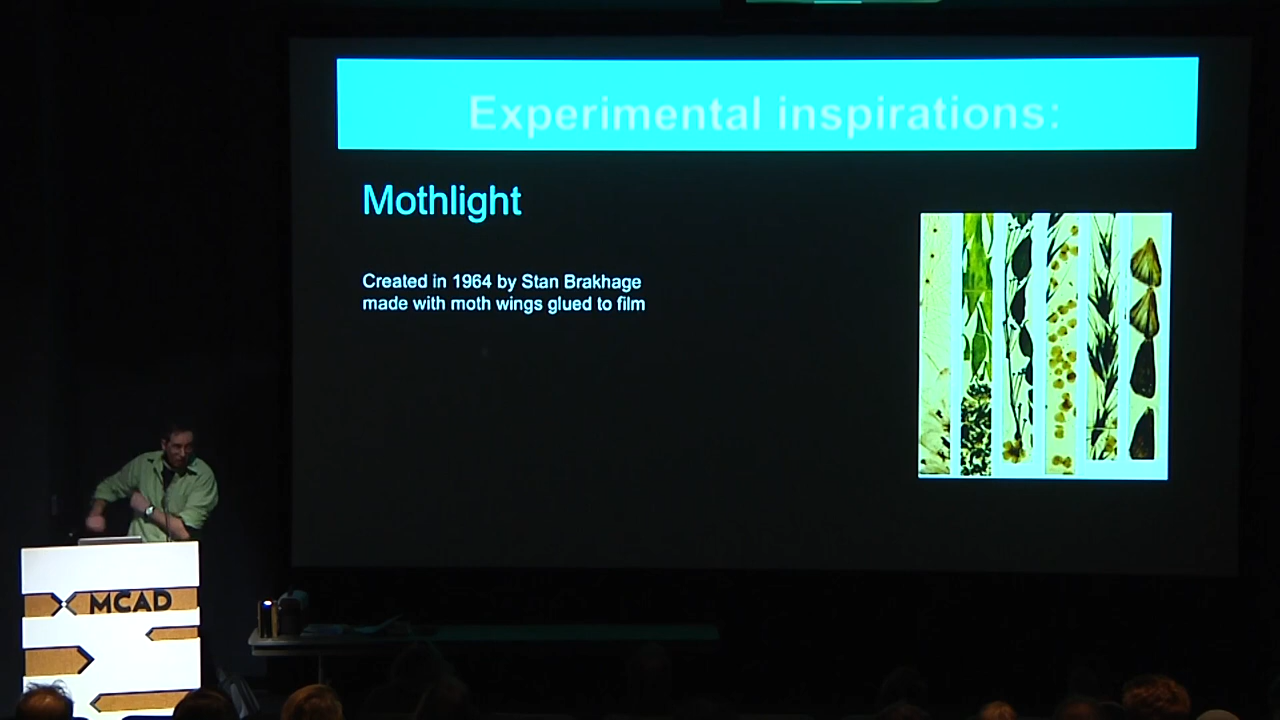 Experimental inspirations:
Mothlight
Created in 1964 by Stan Brakhage
made with moth wings glued to film
MCAD